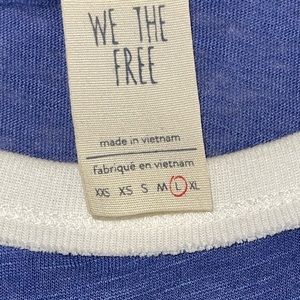 WE THE
FREE
made in vietnam
fabriqué en vietnam
XXS XS S M L XL